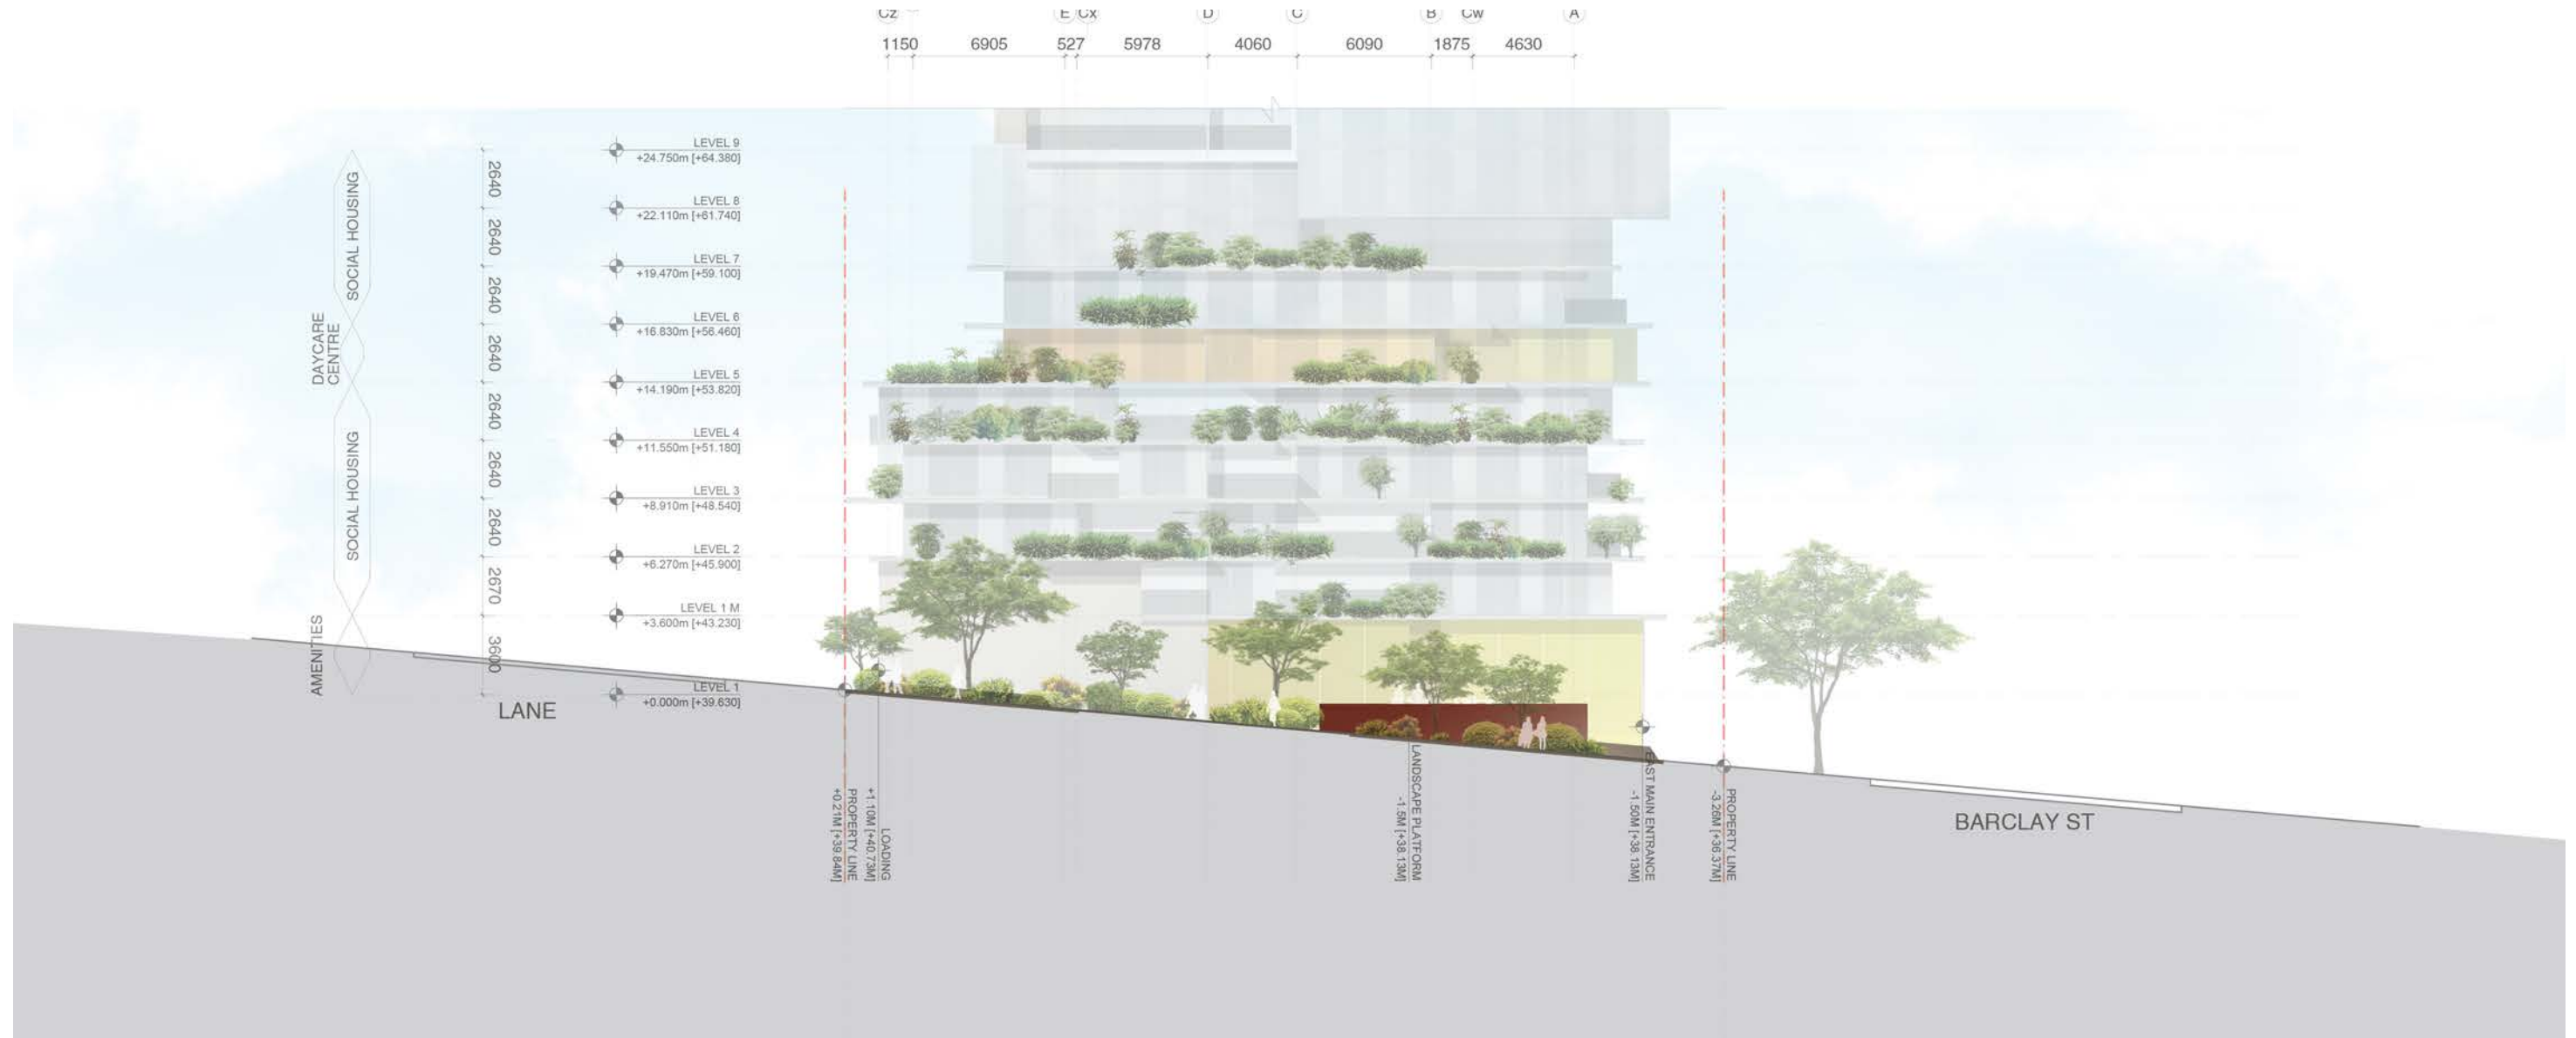 Cz
E
Cx
D
C
B
Cw
A
1150
6905
527
5978
4060
6090
1875
4630
LEVEL 9
+24.750m [+64.380]
LEVEL 8
+22.110m [+61.740]
LEVEL 7
+19.470m [+59.100]
LEVEL 6
+16.830m [+56.460]
LEVEL 5
+14.190m [+53.820]
LEVEL 4
+11.550m [+51.180]
LEVEL 3
+8.910m [+48.540]
LEVEL 2
+6.270m [+45.900]
LEVEL 1 M
+3.600m [+43.230]
LEVEL 1
+0.000m [+39.630]
2640
2640
2640
2640
2640
2640
2640
2670
3600
SOCIAL HOUSING
DAYCARE
CENTRE
SOCIAL HOUSING
AMENITIES
LANE
PROPERTY LINE
+0.21M [+39.84M]
LOADING
+1.10M [+40.73M]
LANDSCAPE PLATFORM
-1.5M [+38.13M]
EAST MAIN ENTRANCE
-1.50M [+38.13M]
PROPERTY LINE
-3.26M [+36.37M]
BARCLAY ST